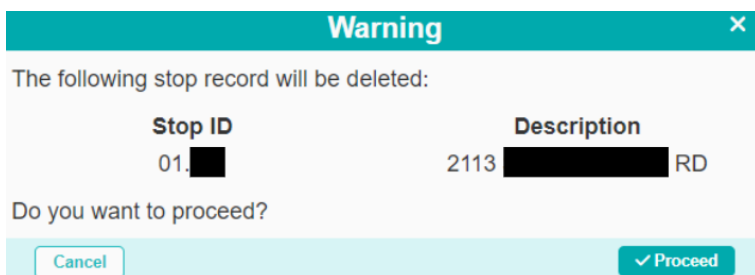 Warning
The following stop record will be deleted:
Stop ID Description
01. 2113 RD
Do you want to proceed?
Cancel Proceed